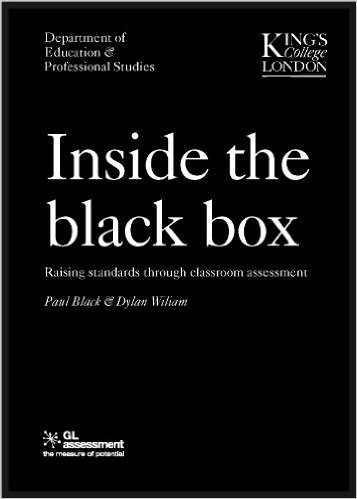 Department of
Education &
Professional Studies
KING'S
College
LONDON
Inside the
black box
Raising standards through classroom assessment
Paul Black & Dylan Wiliam
GL
assessment
the measure of potential